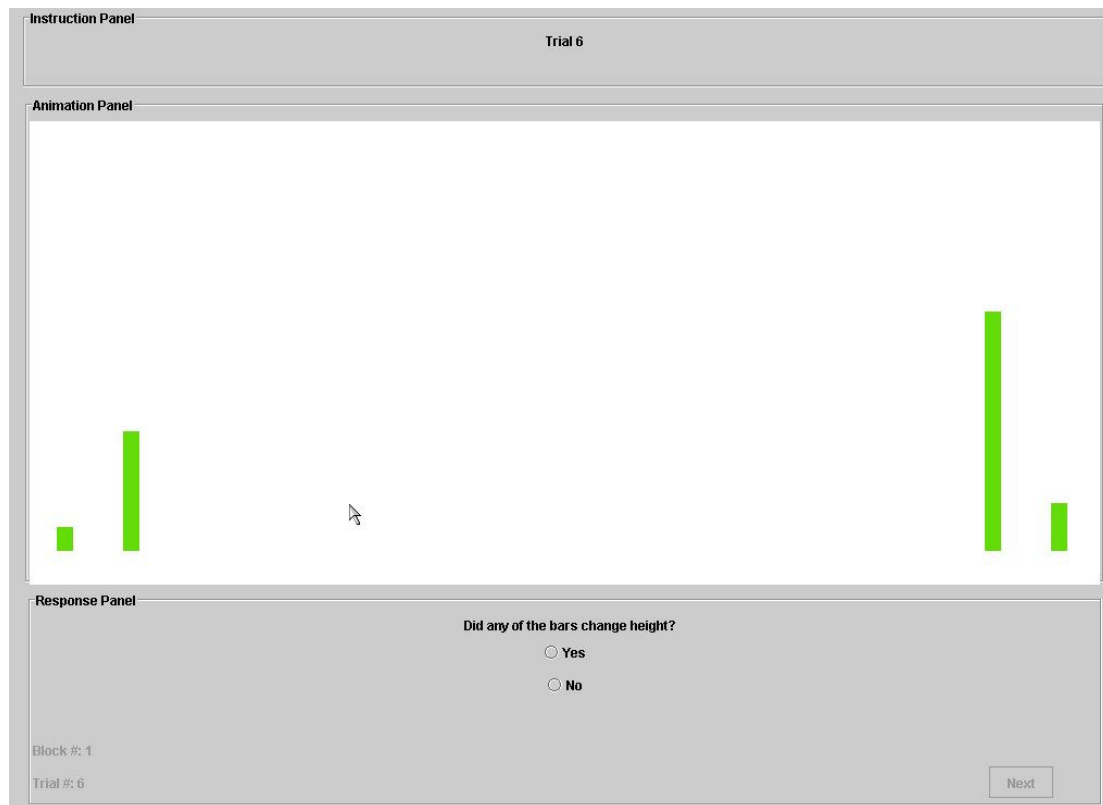 Instruction Panel
Trial 6
Animation Panel
Response Panel
Did any of the bars change height?
Yes
No
Block #: 1
Trial #: 6
Next